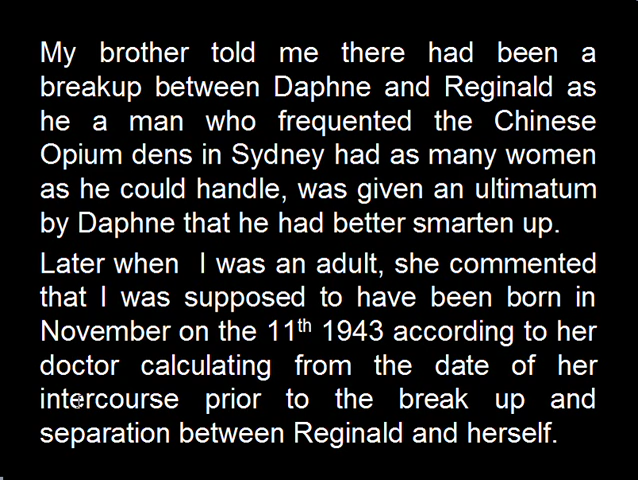 My brother told me there had been a
breakup between Daphne and Reginald as
he a man who frequented the Chinese
Opium dens in Sydney had as many women
as he could handle, was given an ultimatum
by Daphne that he had better smarten up.
Later when  I was an adult, she commented
that I was supposed to have been born in
November on the 11th 1943 according to her
doctor calculating from the date of her
intercourse prior to the break up and
separation between Reginald and herself.